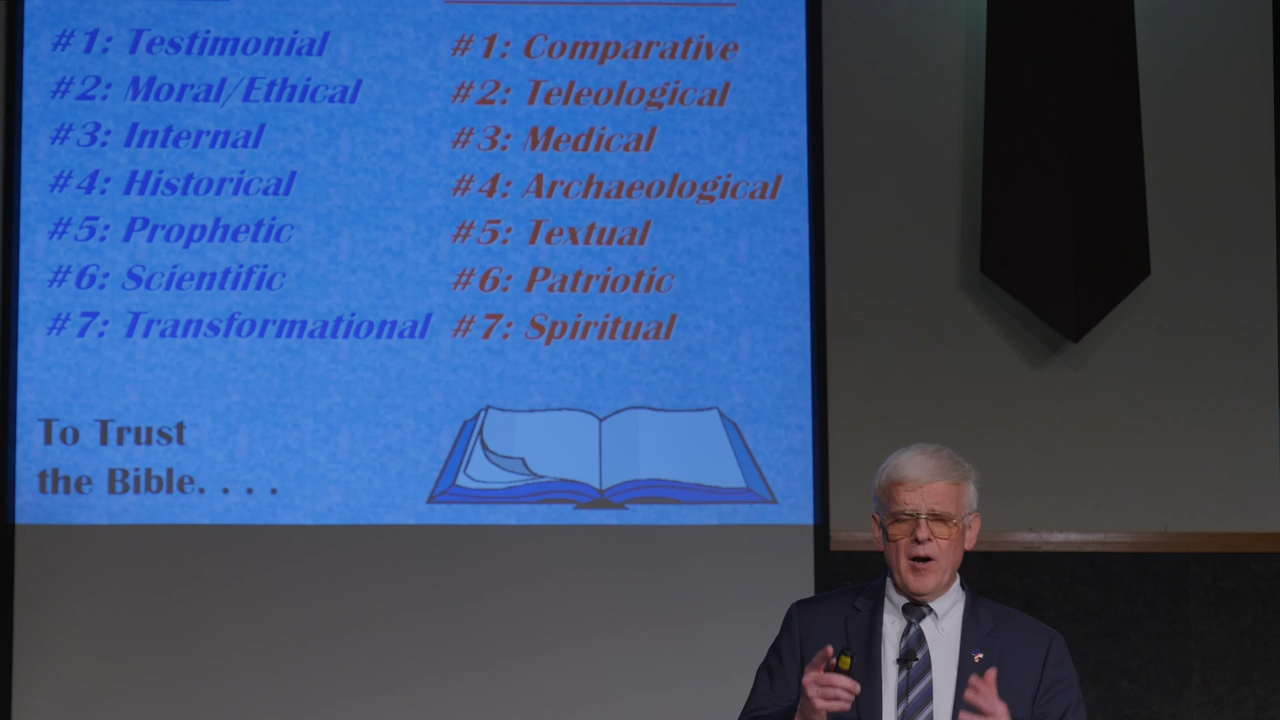 #1: Testimonial
#2: Moral/Ethical
#3: Internal
#4: Historical
#5: Prophetic
#6: Scientific
#7: Transformational
#1: Comparative
#2: Teleological
#3: Medical
#4: Archaeological
#5: Textual
#6: Patriotic
#7: Spiritual
To Trust
the Bible. . . .